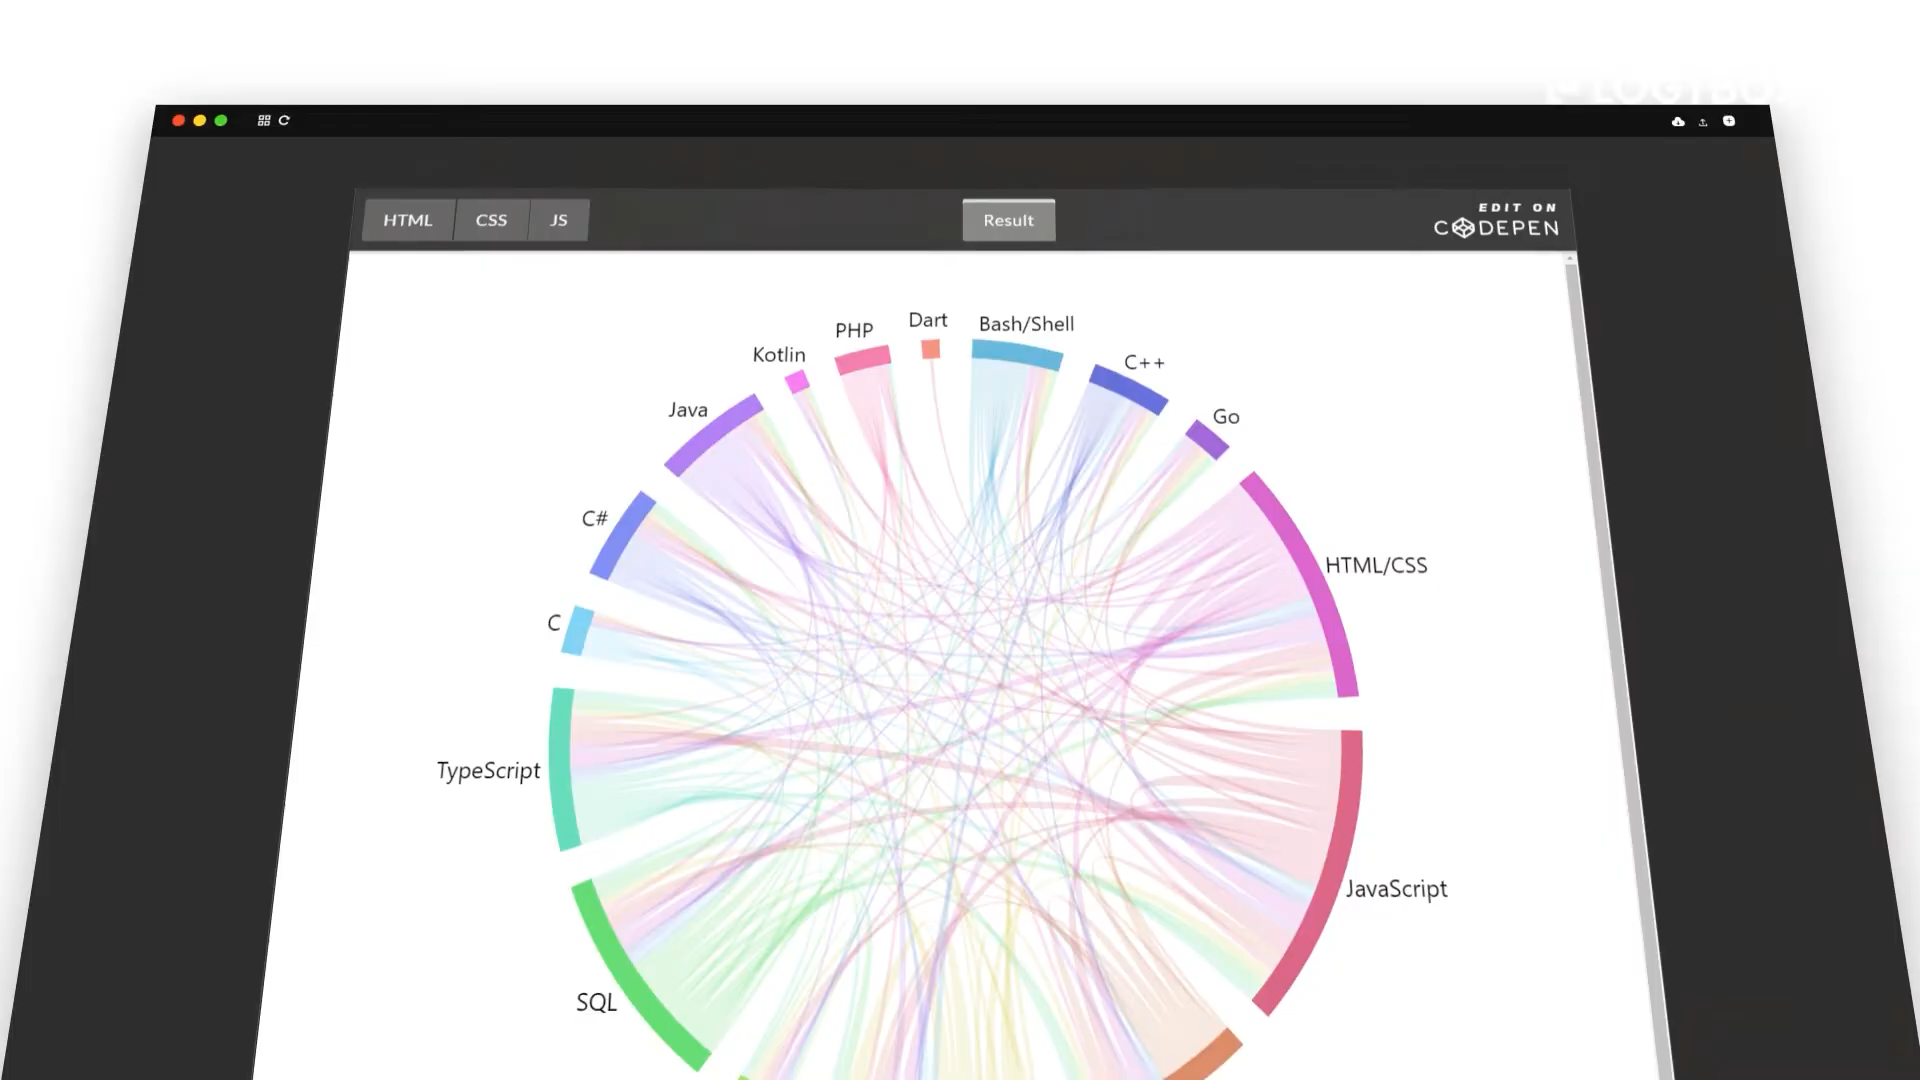 HTML
CSS
JS
Result
EDIT ON
CODEPEN
Dart
Bash/Shell
PHP
Kotlin
C++
Java
Go
C#
HTML/CSS
C
TypeScript
JavaScript
SQL